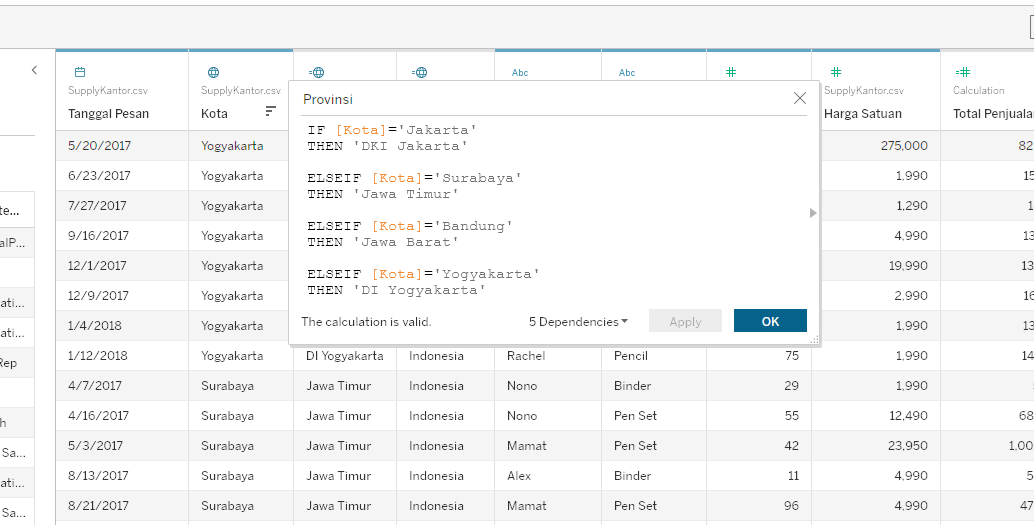 Abc
Abc
SupplyKantor.csv
SupplyKantor.csv
SupplyKantor.csv
Calculation
Tanggal Pesan
Kota
Harga Satuan
Total Penjuala
Provinsi
IF [Kota]='Jakarta'
THEN 'DKI Jakarta'
ELSEIF [Kota]='Surabaya'
THEN 'Jawa Timur'
ELSEIF [Kota]='Bandung'
THEN 'Jawa Barat'
ELSEIF [Kota]='Yogyakarta'
THEN 'DI Yogyakarta'
The calculation is valid.
5 Dependencies
Apply
OK
5/20/2017 Yogyakarta 275,000 82
6/23/2017 Yogyakarta 1,990 15
7/27/2017 Yogyakarta 1,290 1
9/16/2017 Yogyakarta 4,990 13
12/1/2017 Yogyakarta 19,990 13
12/9/2017 Yogyakarta 2,990 16
1/4/2018 Yogyakarta 1,990 13
1/12/2018 Yogyakarta DI Yogyakarta Indonesia Rachel Pencil 75 1,990 14
4/7/2017 Surabaya Jawa Timur Indonesia Nono Binder 29 1,990
4/16/2017 Surabaya Jawa Timur Indonesia Nono Pen Set 55 12,490 68
5/3/2017 Surabaya Jawa Timur Indonesia Mamat Pen Set 42 23,950 1,00
8/13/2017 Surabaya Jawa Timur Indonesia Alex Binder 11 4,990 5
8/21/2017 Surabaya Jawa Timur Indonesia Mamat Pen Set 96 4,990 47
te...
alP...
ati...
ati...
Rep
h
Sa...
ati...
Sa...